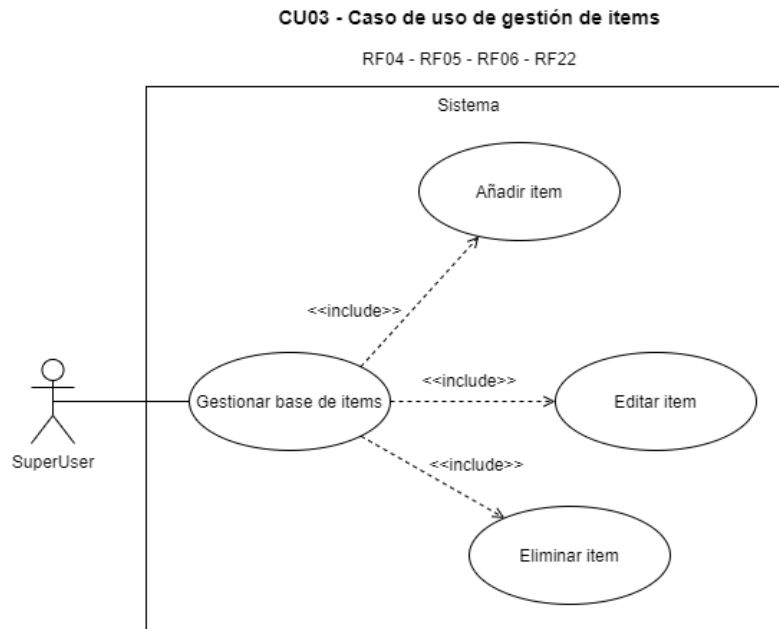 CU03 - Caso de uso de gestión de items
RF04 - RF05 - RF06 - RF22
Sistema
Añadir item
<<include>>
<<include>>
Gestionar base de items
Editar item
<<include>>
SuperUser
Eliminar item